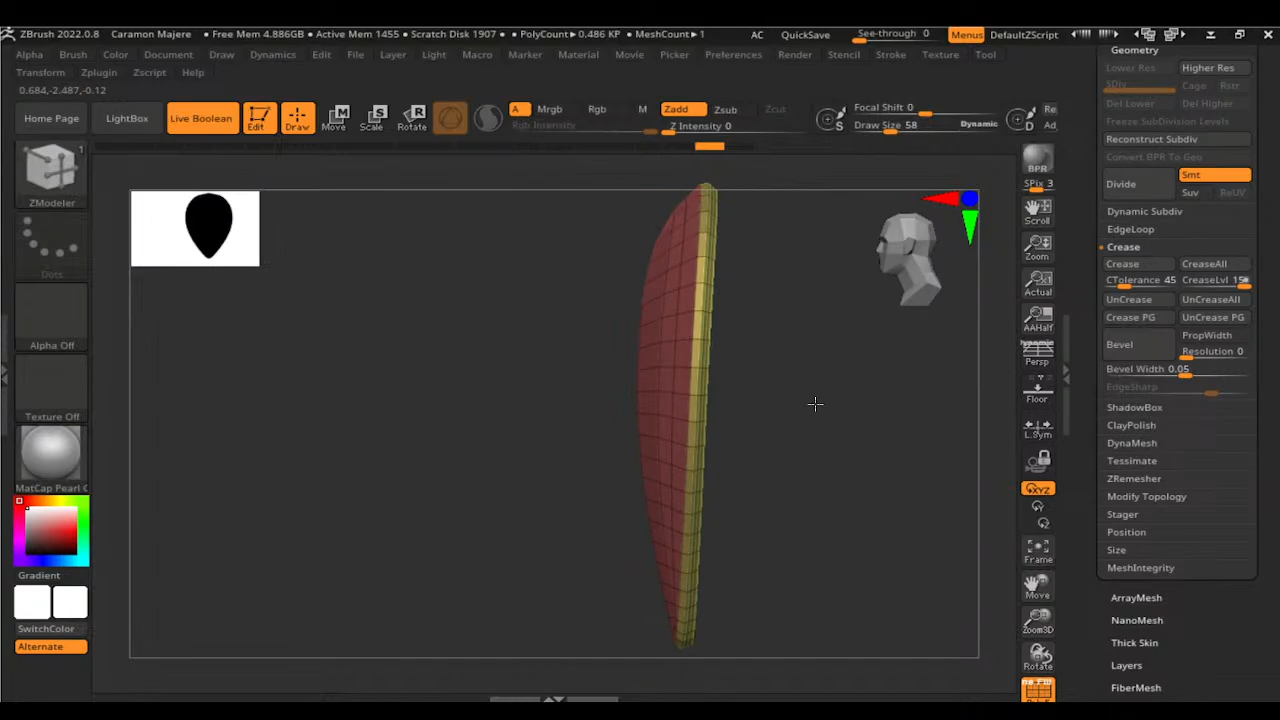 ZBrush 2022.0.8 Caramon Majere • Free Mem 4.886GB • Active Mem 1455 • Scratch Disk 1907 • PolyCount▸0.486 KP • MeshCount▸1 AC QuickSave See-through 0 Menus DefaultZScript
Alpha Brush Color Document Draw Dynamics Edit File Layer Light Macro Marker Material Movie Picker Preferences Render Stencil Stroke Texture Tool
Transform Zplugin Zscript Help
0.684,-2.487,-0.12
Home Page LightBox Live Boolean Edit Draw Move Scale Rotate
A Mrgb Rgb M Zadd Zsub Zcut
Rgb Intensity Z Intensity 0
Focal Shift 0
Draw Size 58 Dynamic
S D
Re
Ad
1
ZModeler
Dots
Alpha Off
Texture Off
MatCap Pearl C
Gradient
SwitchColor
Alternate
BPR
SPix 3
Scroll
Zoom
Actual
AAHalf
Dynamic
Persp
Floor
L.Sym
XYZ
Frame
Move
Zoom3D
Rotate
Geometry
Lower Res Higher Res
SDiv Cage Rstr
Del Lower Del Higher
Freeze SubDivision Levels
Reconstruct Subdiv
Convert BPR To Geo
Divide Smt
Suv ReUV
Dynamic Subdiv
EdgeLoop
Crease
Crease CreaseAll
CTolerance 45 CreaseLvl 15
UnCrease UnCreaseAll
Crease PG UnCrease PG
Bevel PropWidth
Resolution 0
Bevel Width 0.05
EdgeSharp
ShadowBox
ClayPolish
DynaMesh
Tessimate
ZRemesher
Modify Topology
Stager
Position
Size
MeshIntegrity
ArrayMesh
NanoMesh
Thick Skin
Layers
FiberMesh